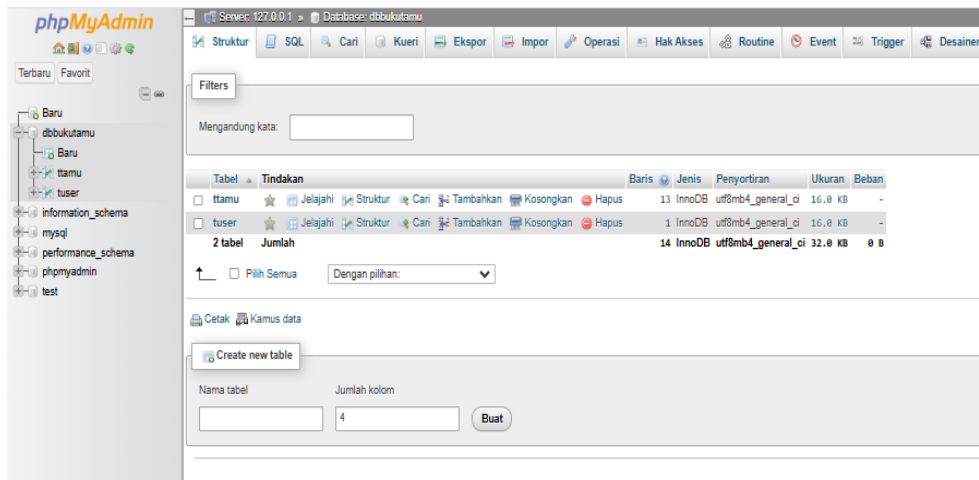 phpMyAdmin
Terbaru Favorit
Baru
dbbukutamu
Baru
ttamu
tuser
information_schema
mysql
performance_schema
phpmyadmin
test
Server: 127.0.0.1 » Database: dbbukutamu
Struktur SQL Cari Kueri Ekspor Impor Operasi Hak Akses Routine Event Trigger Desainer
Filters
Mengandung kata:
Tabel Tindakan Baris Jenis Penyortiran Ukuran Beban
ttamu Jelajahi Struktur Cari Tambahkan Kosongkan Hapus 13 InnoDB utf8mb4_general_ci 16.0 KB -
tuser Jelajahi Struktur Cari Tambahkan Kosongkan Hapus 1 InnoDB utf8mb4_general_ci 16.0 KB -
2 tabel Jumlah 14 InnoDB utf8mb4_general_ci 32.0 KB 0 B
Pilih Semua Dengan pilihan:
Cetak Kamus data
Create new table
Nama tabel Jumlah kolom
4 Buat